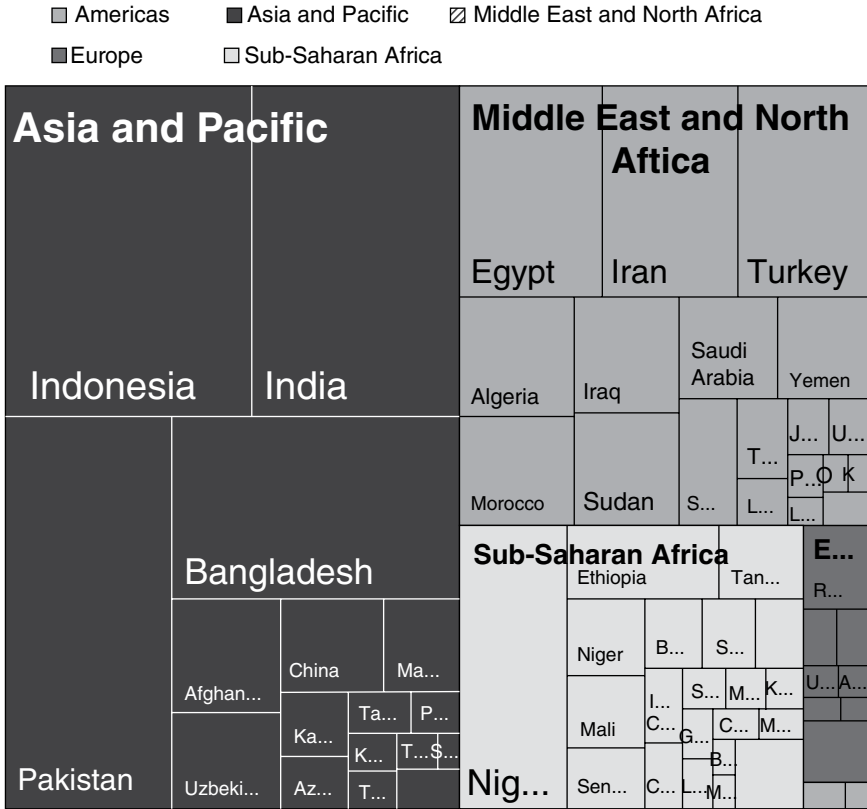 Americas
Asia and Pacific
Middle East and North Africa
Europe
Sub-Saharan Africa
Asia and Pacific
Indonesia
India
Pakistan
Bangladesh
Afghan...
China
Ma...
Uzbeki...
Ka...
Ta...
P...
Az...
K...
T...
S...
T...
Middle East and North
Aftica
Egypt
Iran
Turkey
Algeria
Iraq
Saudi
Arabia
Yemen
Morocco
Sudan
S...
T...
J...
U...
L...
P...
O
K
L...
Sub-Saharan Africa
Nig...
Ethiopia
Tan...
Niger
B...
S...
Mali
I...
S...
M...
K...
C...
G...
C...
M...
Sen...
C...
L...
B...
M...
E...
R...
U...
A...